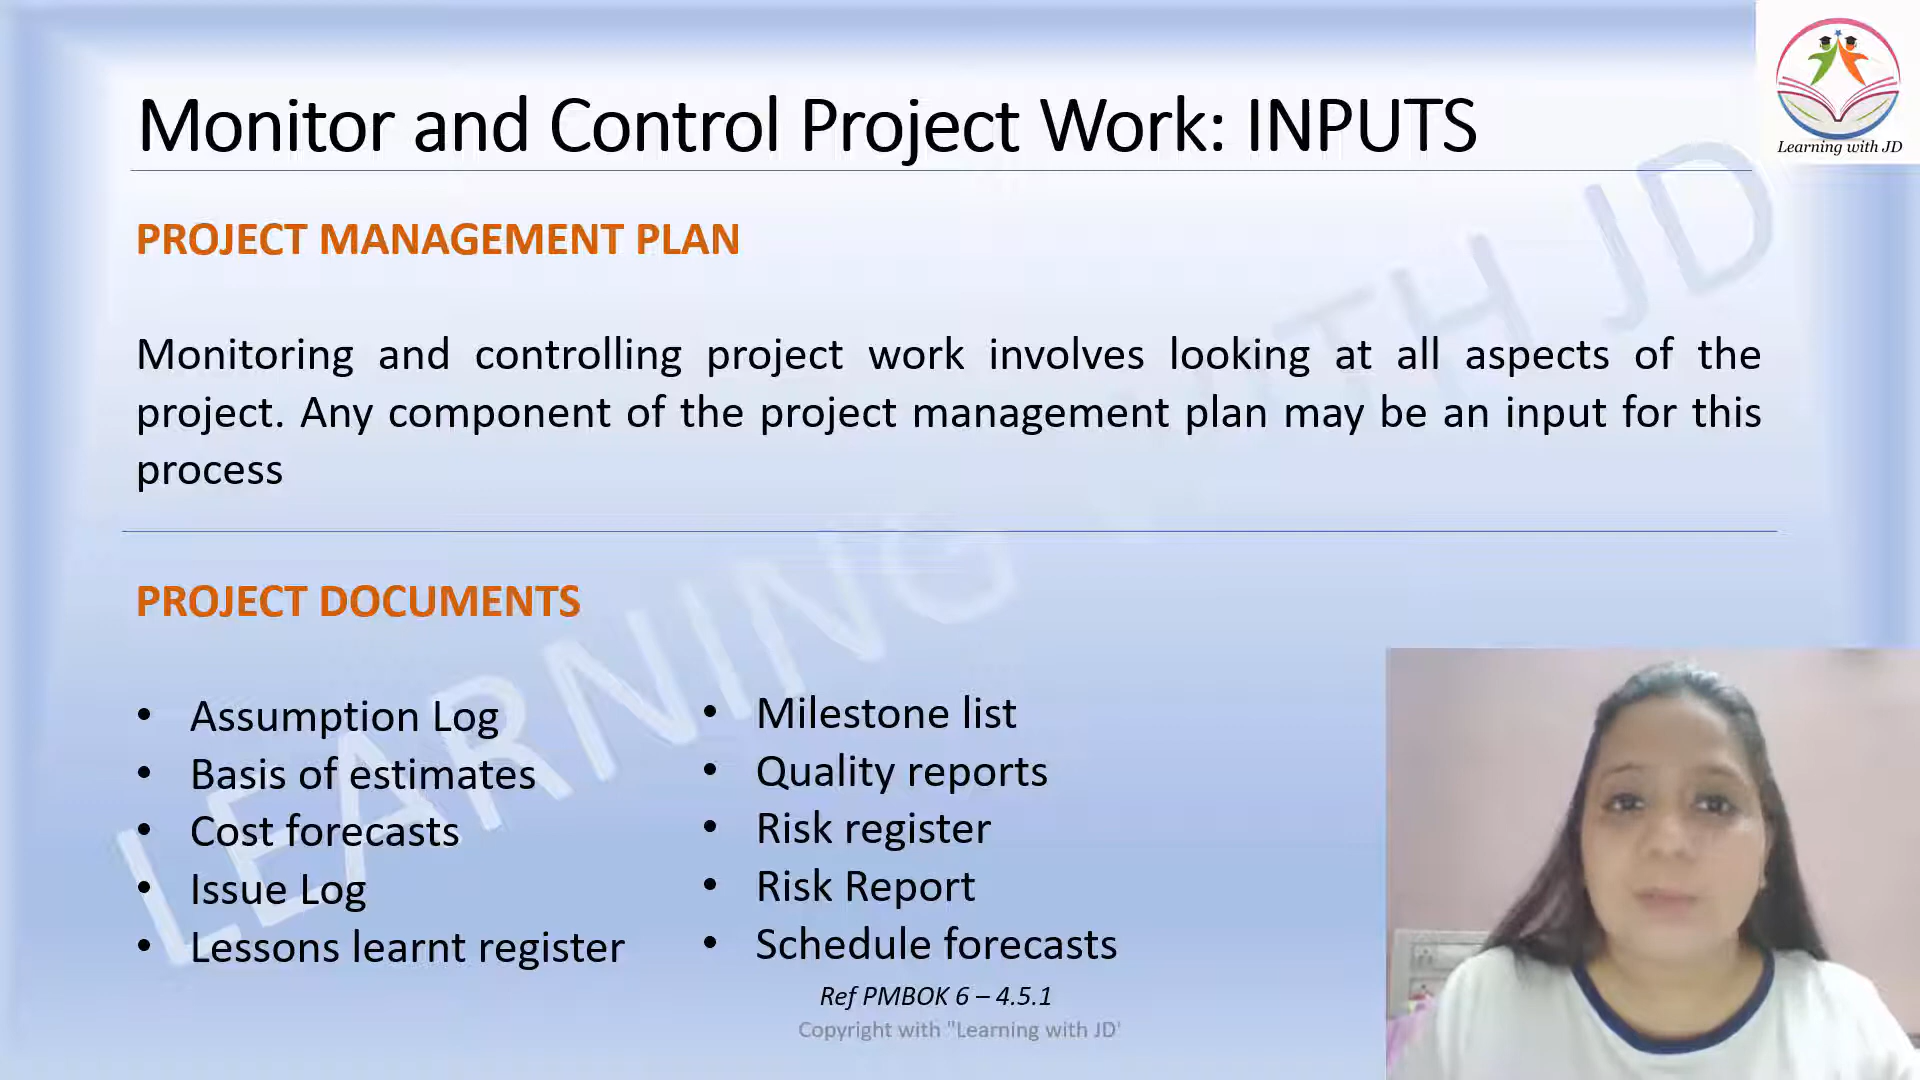 Monitor and Control Project Work: INPUTS
Learning with JD
PROJECT MANAGEMENT PLAN
Monitoring and controlling project work involves looking at all aspects of the
project. Any component of the project management plan may be an input for this
process
PROJECT DOCUMENTS
• Assumption Log
• Basis of estimates
• Cost forecasts
• Issue Log
• Lessons learnt register
• Milestone list
• Quality reports
• Risk register
• Risk Report
• Schedule forecasts
Ref PMBOK 6 – 4.5.1
Copyright with "Learning with JD'
LEARNING WITH JD